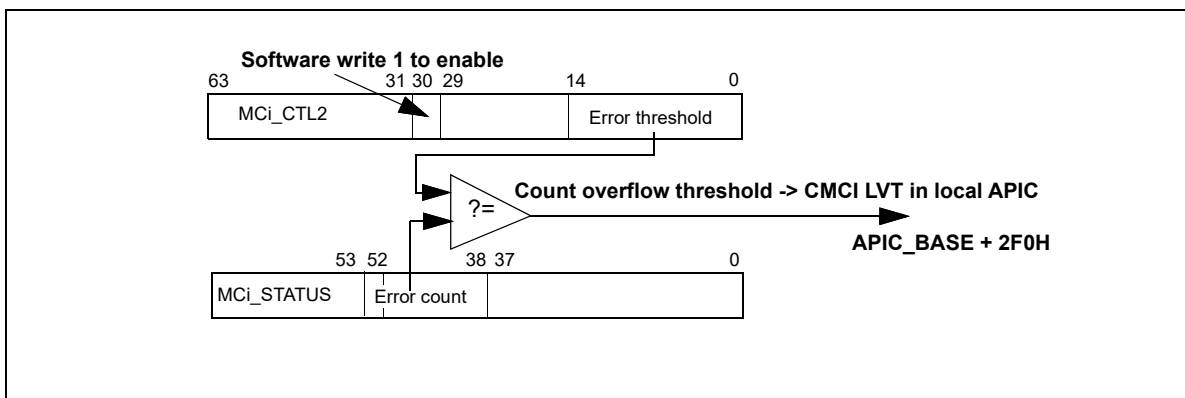 Software write 1 to enable
63 31 30 29 14 0
MCi_CTL2 Error threshold
?=
Count overflow threshold -> CMCI LVT in local APIC
APIC_BASE + 2F0H
53 52 38 37 0
MCi_STATUS Error count